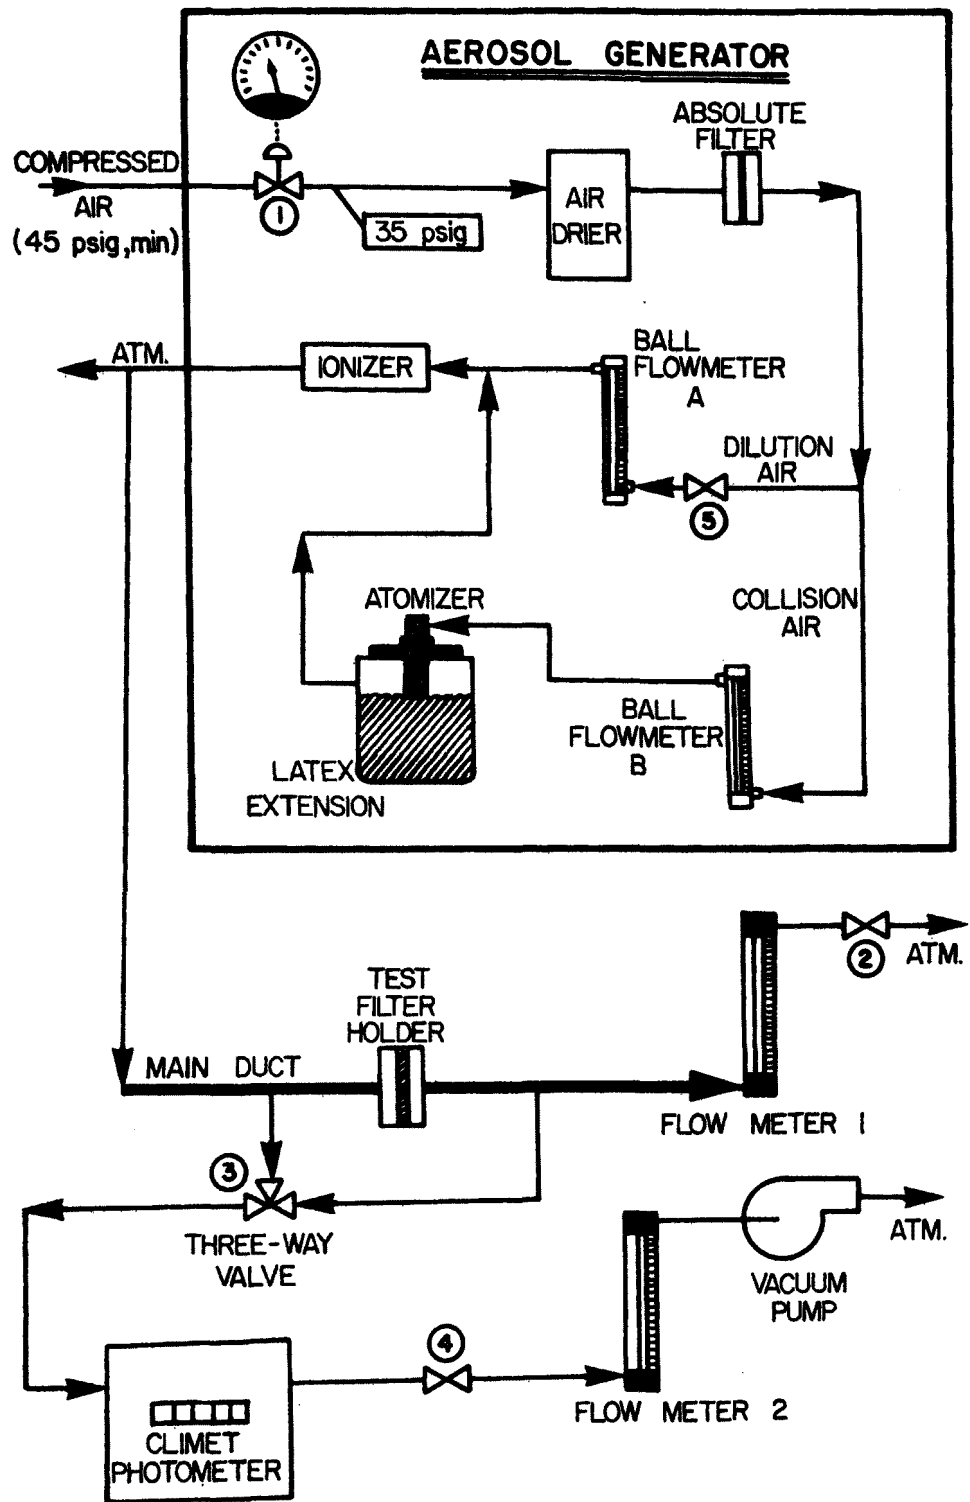 AEROSOL GENERATOR
ABSOLUTE
FILTER
COMPRESSED
AIR
(45 psig,min)
1
35 psig
AIR
DRIER
ATM.
IONIZER
BALL
FLOWMETER
A
DILUTION
AIR
5
ATOMIZER
COLLISION
AIR
BALL
FLOWMETER
B
LATEX
EXTENSION
2
ATM.
TEST
FILTER
HOLDER
MAIN DUCT
FLOW METER 1
3
THREE-WAY
VALVE
ATM.
VACUUM
PUMP
4
FLOW METER 2
CLIMET
PHOTOMETER